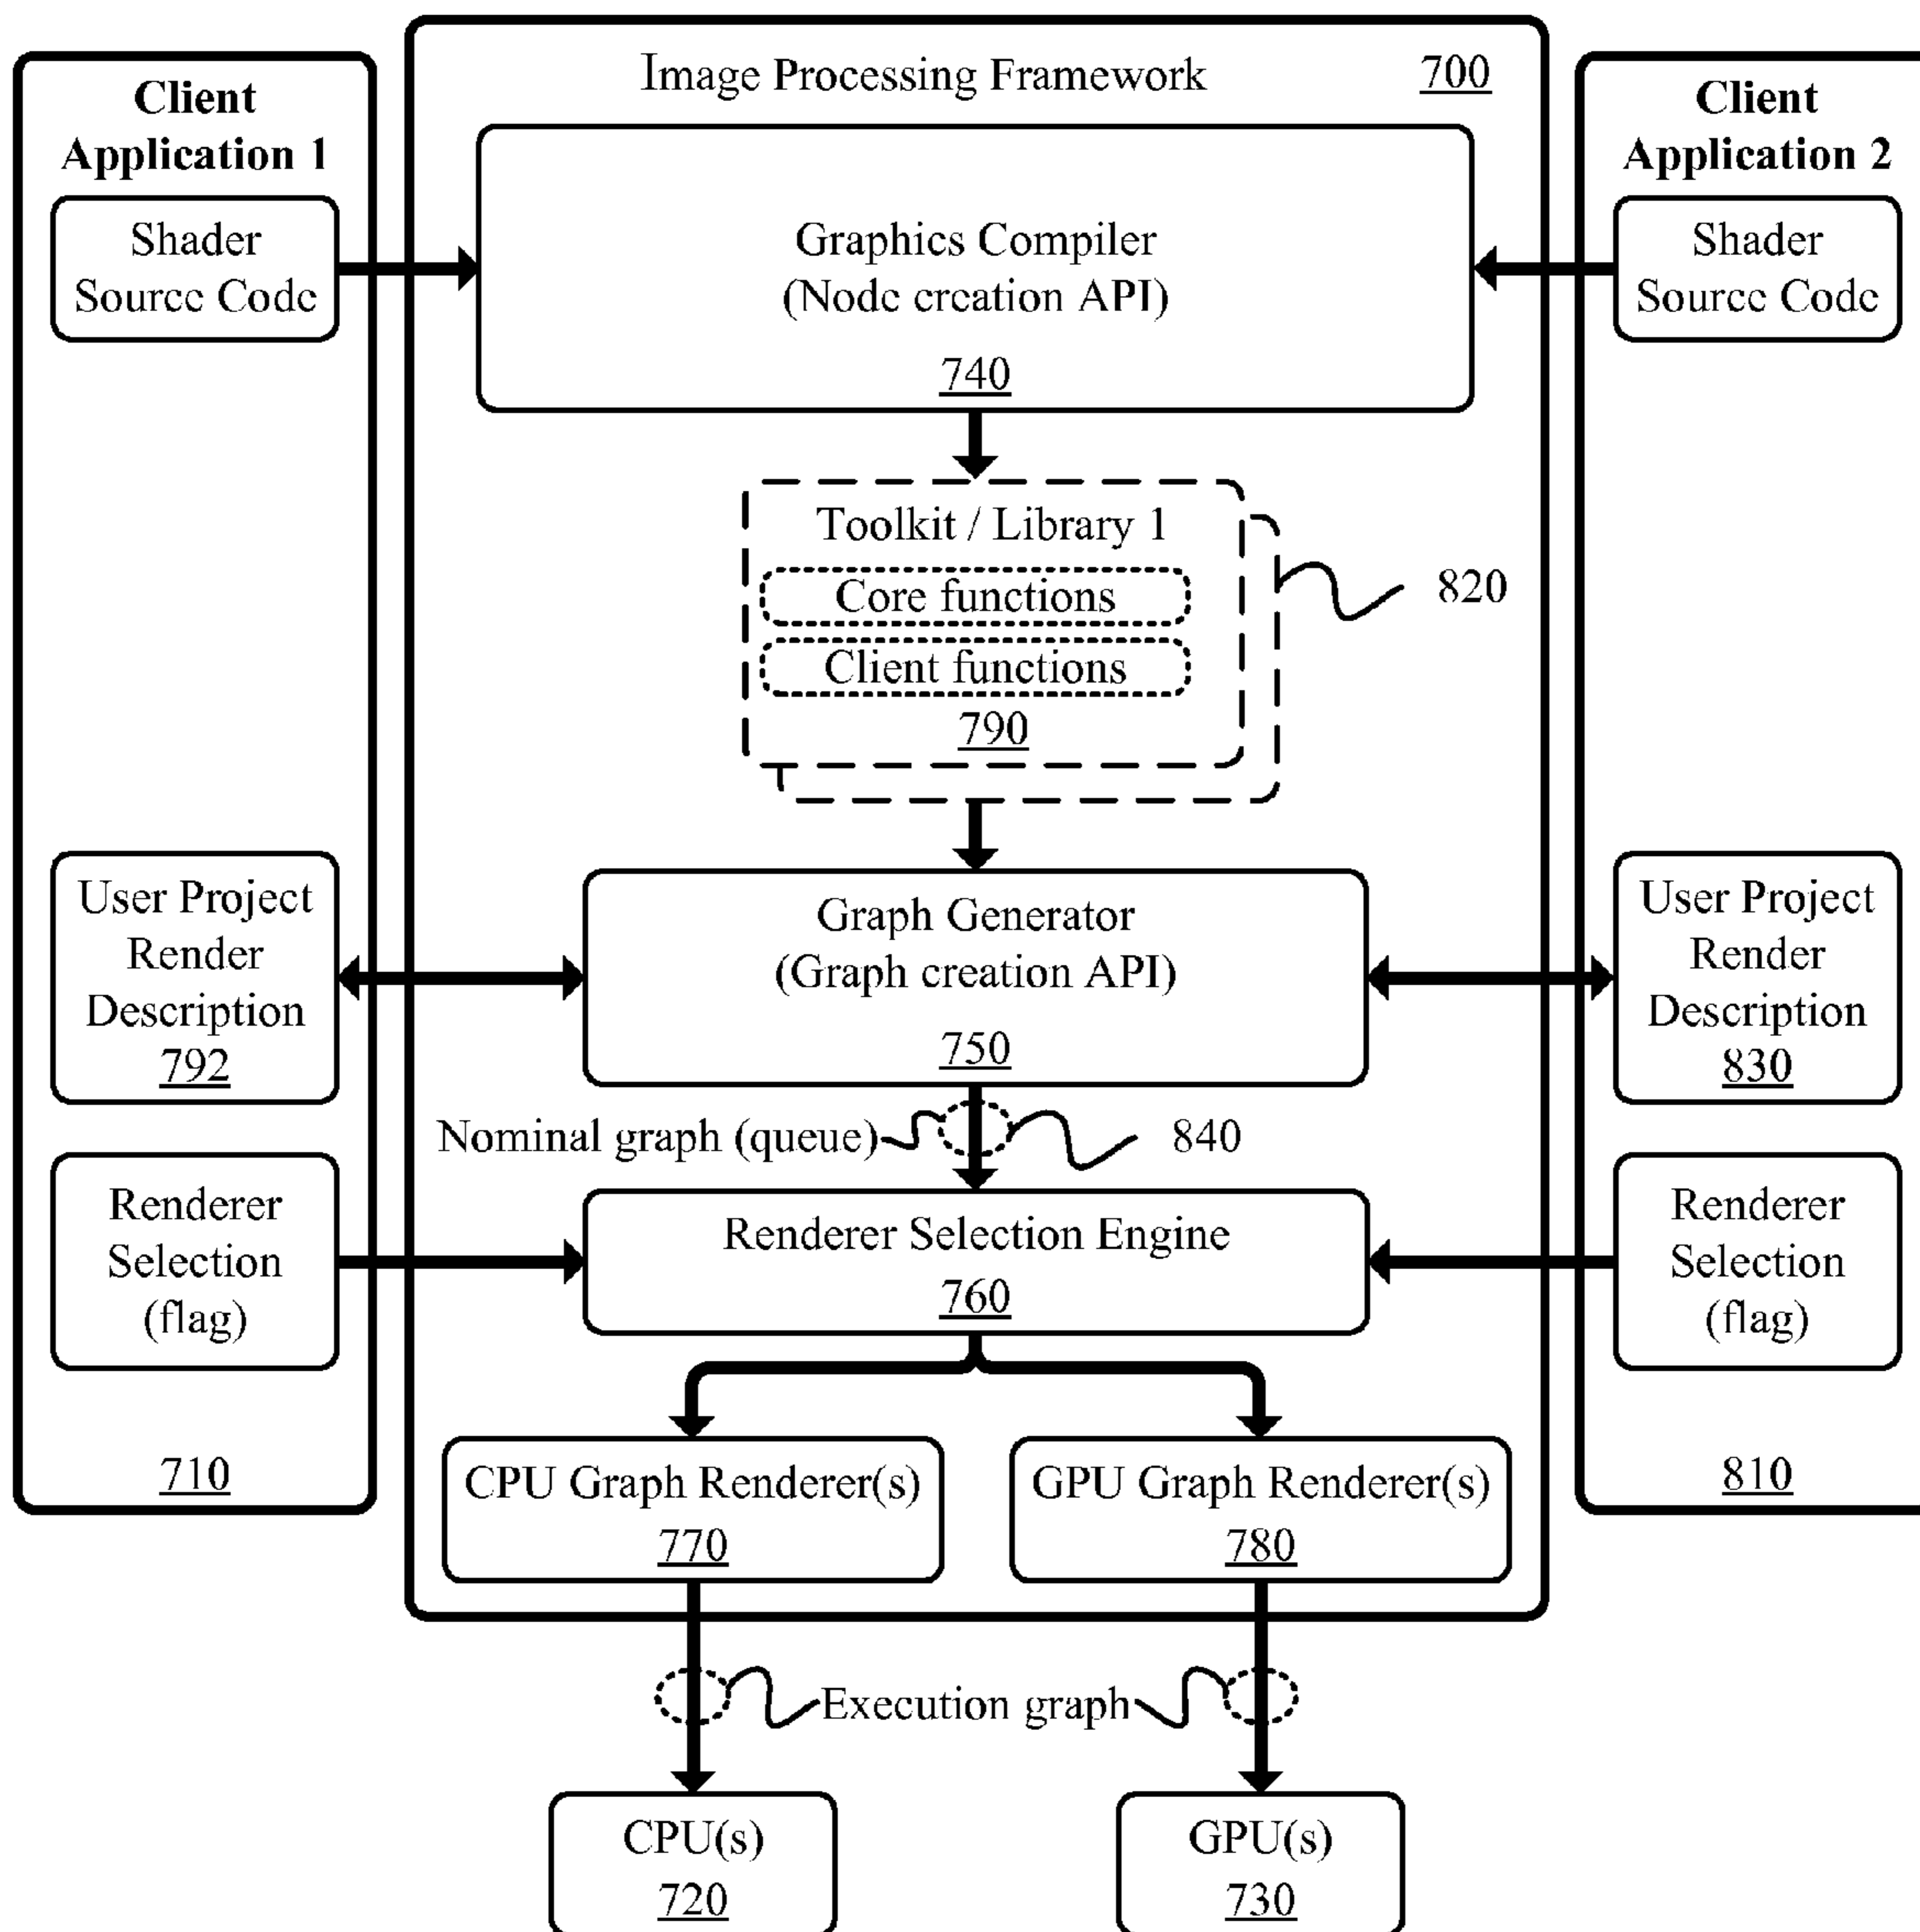 Image Processing Framework 700
Client
Application 1
Shader
Source Code
User Project
Render
Description
792
Renderer
Selection
(flag)
710
Graphics Compiler
(Node creation API)
740
Toolkit / Library 1
Core functions
Client functions
790
820
Graph Generator
(Graph creation API)
750
Nominal graph (queue)
840
Renderer Selection Engine
760
CPU Graph Renderer(s)
770
GPU Graph Renderer(s)
780
Execution graph
CPU(s)
720
GPU(s)
730
Client
Application 2
Shader
Source Code
User Project
Render
Description
830
Renderer
Selection
(flag)
810